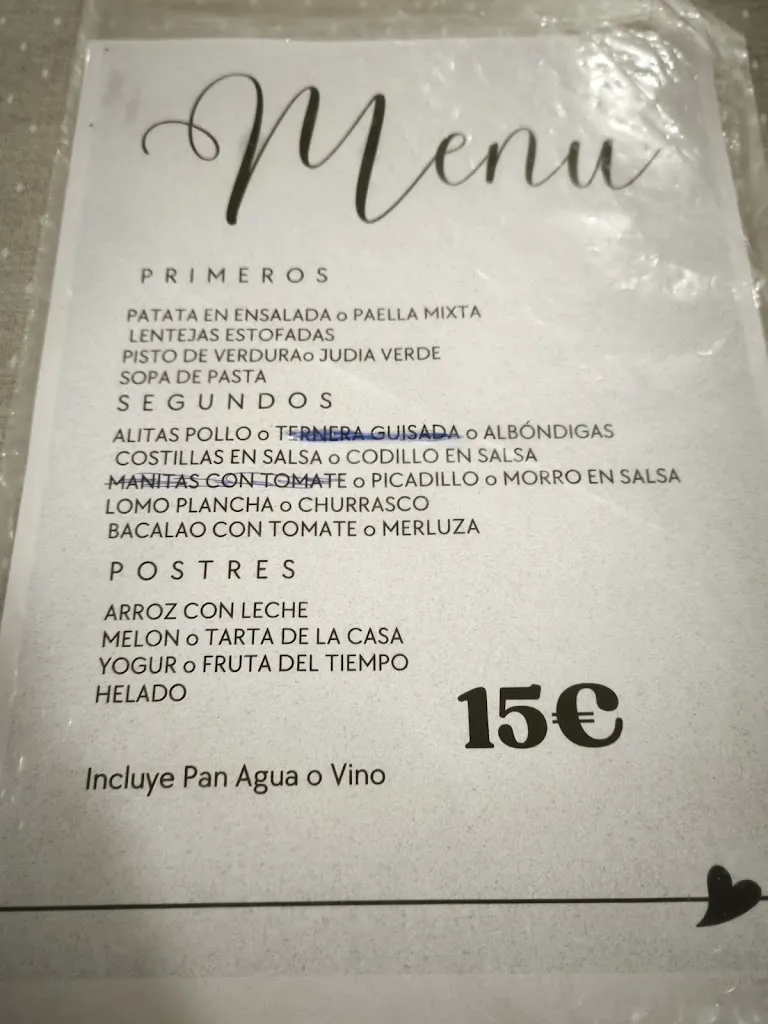 Menu
PRIMEROS
PATATA EN ENSALADA o PAELLA MIXTA
LENTEJAS ESTOFADAS
PISTO DE VERDURAo JUDIA VERDE
SOPA DE PASTA
SEGUNDOS
ALITAS POLLO o TERNERA GUISADA o ALBÓNDIGAS
COSTILLAS EN SALSA o CODILLO EN SALSA
MANITAS CON TOMATE o PICADILLO o MORRO EN SALSA
LOMO PLANCHA o CHURRASCO
BACALAO CON TOMATE o MERLUZA
POSTRES
ARROZ CON LECHE
MELON o TARTA DE LA CASA
YOGUR o FRUTA DEL TIEMPO
HELADO
15€
Incluye Pan Agua o Vino